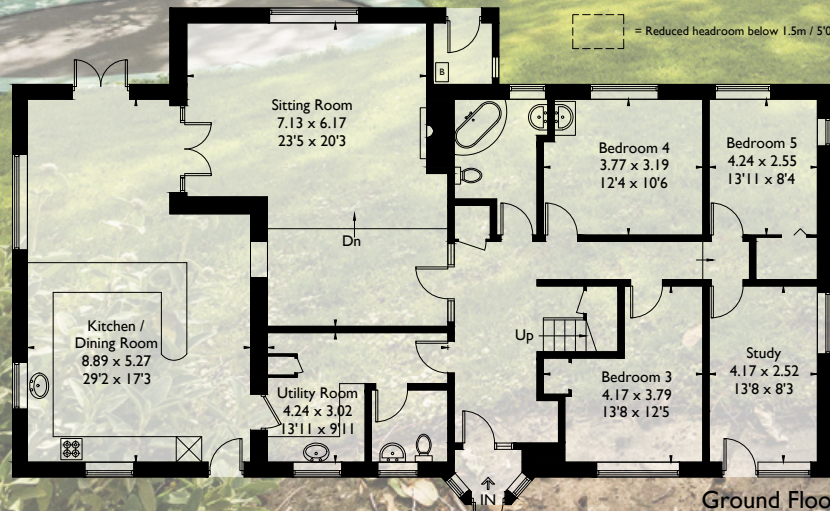 = Reduced headroom below 1.5m / 5'0
B
Sitting Room
7.13 x 6.17
23'5 x 20'3
Bedroom 4
3.77 x 3.19
12'4 x 10'6
Bedroom 5
4.24 x 2.55
13'11 x 8'4
Dn
Kitchen /
Dining Room
8.89 x 5.27
29'2 x 17'3
Up
Utility Room
4.24 x 3.02
13'11 x 9'11
Bedroom 3
4.17 x 3.79
13'8 x 12'5
Study
4.17 x 2.52
13'8 x 8'3
IN
Ground Floo